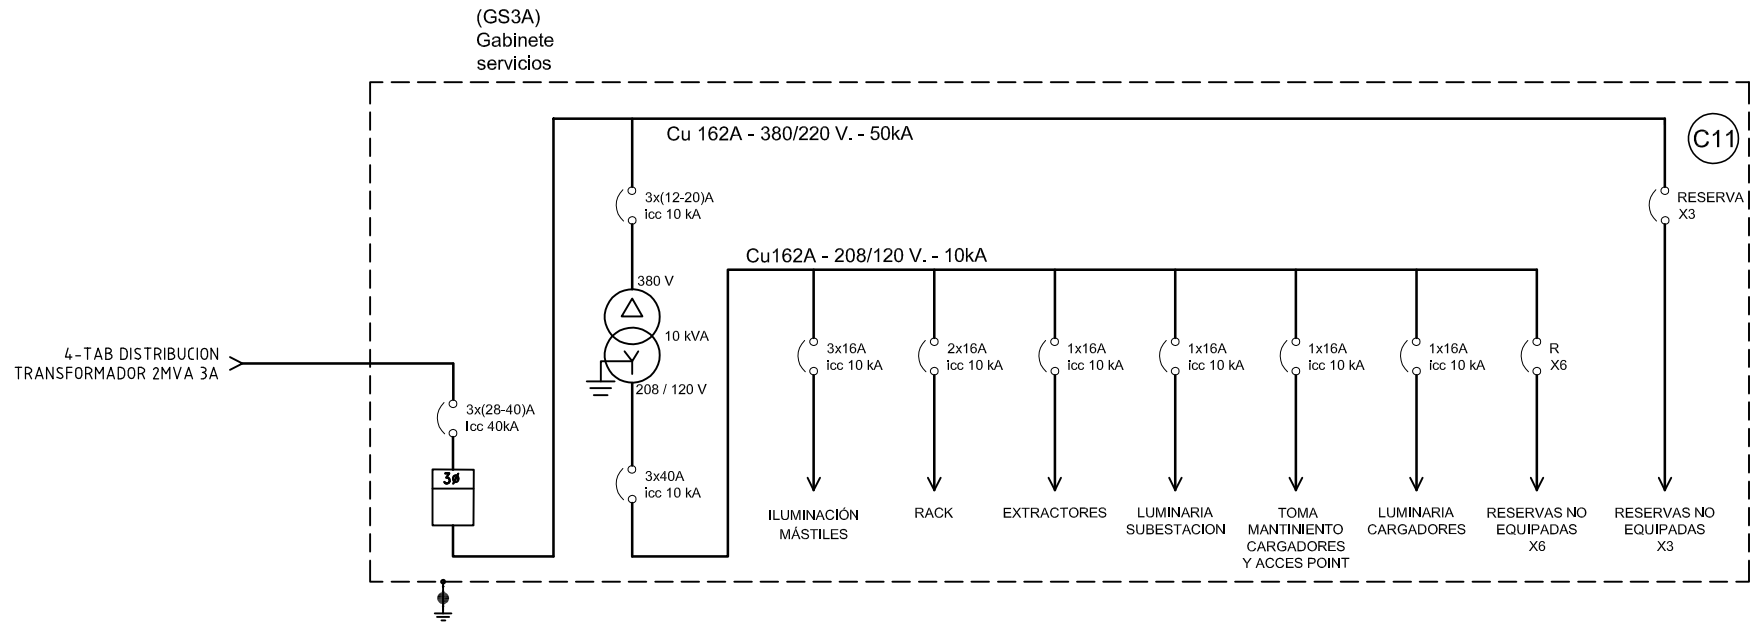 (GS3A)
Gabinete
servicios
Cu 162A - 380/220 V. - 50kA
C11
3x(12-20)A
icc 10 kA
RESERVA
X3
Cu162A - 208/120 V. - 10kA
380 V
10 kVA
208 / 120 V
4-TAB DISTRIBUCION
TRANSFORMADOR 2MVA 3A
3x(28-40)A
Icc 40kA
3ø
3x40A
icc 10 kA
3x16A
icc 10 kA
2x16A
icc 10 kA
1x16A
icc 10 kA
1x16A
icc 10 kA
1x16A
icc 10 kA
1x16A
icc 10 kA
R
X6
ILUMINACIÓN
MÁSTILES
RACK
EXTRACTORES
LUMINARIA
SUBESTACION
TOMA
MANTINIENTO
CARGADORES
Y ACCES POINT
LUMINARIA
CARGADORES
RESERVAS NO
EQUIPADAS
X6
RESERVAS NO
EQUIPADAS
X3